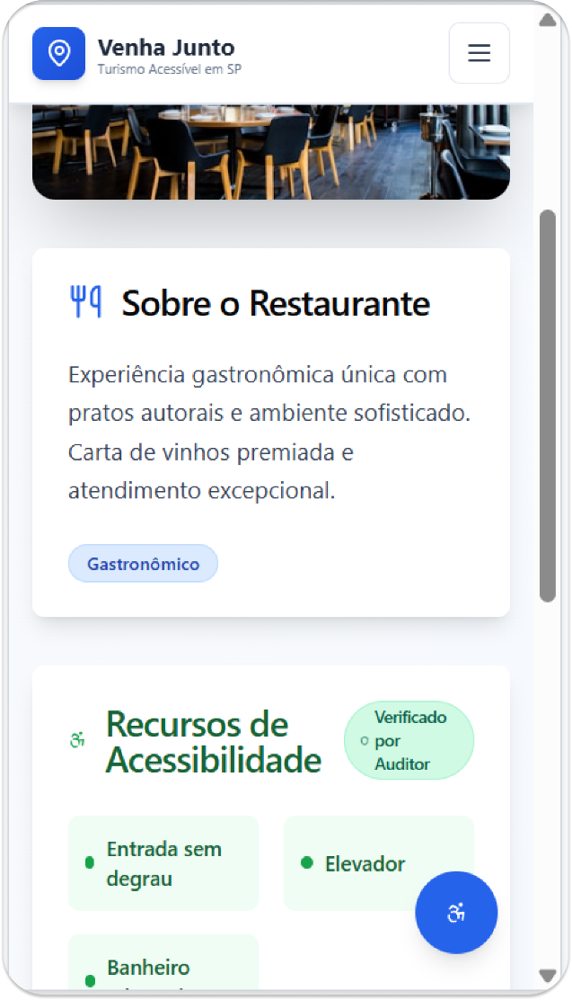 Venha Junto
Turismo Acessível em SP
Sobre o Restaurante
Experiência gastronômica única com
pratos autorais e ambiente sofisticado.
Carta de vinhos premiada e
atendimento excepcional.
Gastronômico
Recursos de
Acessibilidade
Verificado
por
Auditor
Entrada sem
degrau
Elevador
Banheiro